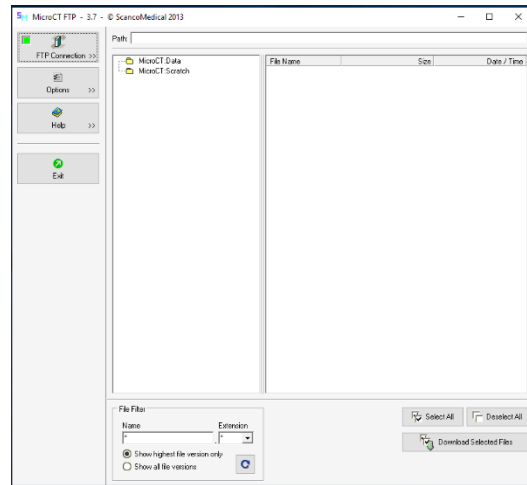 MicroCT FTP - 3.7 - © ScancoMedical 2013
Path:
FTP Connection >>
Options >>
Help >>
Exit
MicroCT:Data
MicroCT:Scratch
File Name Size Date / Time
File Filter
Name Extension
* . *
Show highest file version only
Show all file versions
Select All Deselect All
Download Selected Files